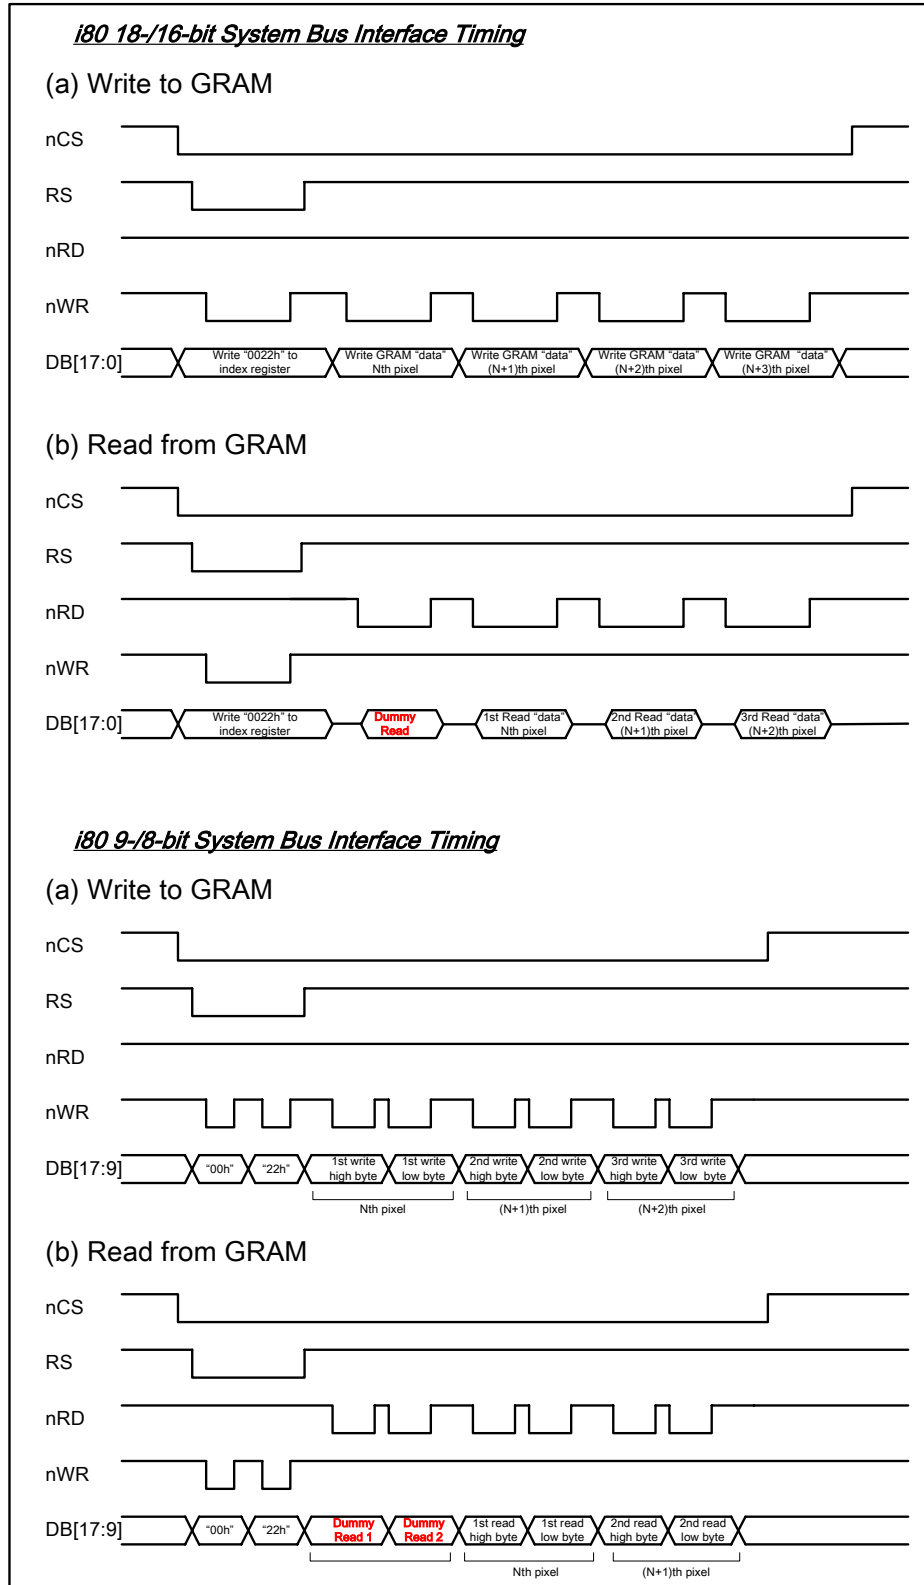 i80 18-/16-bit System Bus Interface Timing
(a) Write to GRAM
nCS
RS
nRD
nWR
DB[17:0]
Write "0022h" to
index register
Write GRAM "data"
Nth pixel
Write GRAM "data"
(N+1)th pixel
Write GRAM "data"
(N+2)th pixel
Write GRAM "data"
(N+3)th pixel
(b) Read from GRAM
nCS
RS
nRD
nWR
DB[17:0]
Write "0022h" to
index register
Dummy
Read
1st Read "data"
Nth pixel
2nd Read "data"
(N+1)th pixel
3rd Read "data"
(N+2)th pixel
i80 9-/8-bit System Bus Interface Timing
(a) Write to GRAM
nCS
RS
nRD
nWR
DB[17:9]
"00h"
"22h"
1st write
high byte
1st write
low byte
2nd write
high byte
2nd write
low byte
3rd write
high byte
3rd write
low byte
Nth pixel
(N+1)th pixel
(N+2)th pixel
(b) Read from GRAM
nCS
RS
nRD
nWR
DB[17:9]
"00h"
"22h"
Dummy
Read 1
Dummy
Read 2
1st read
high byte
1st read
low byte
2nd read
high byte
2nd read
low byte
Nth pixel
(N+1)th pixel